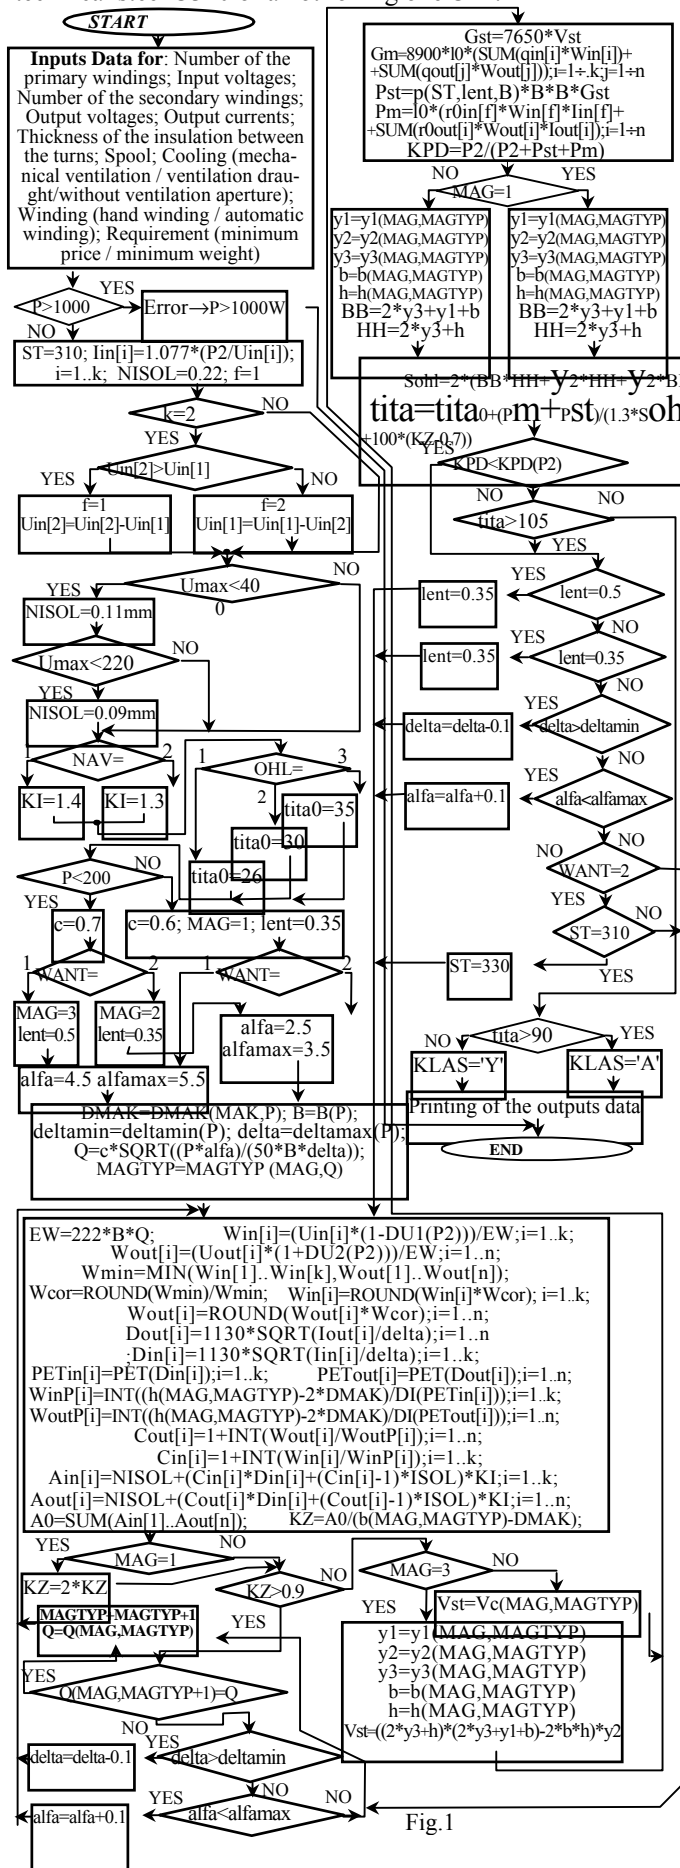 START
Inputs Data for: Number of the
primary windings; Input voltages;
Number of the secondary windings;
Output voltages; Output currents;
Thickness of the insulation between
the turns; Spool; Cooling (mecha-
nical ventilation / ventilation drau-
ght/without ventilation aperture);
Winding (hand winding / automatic
winding); Requirement (minimum
price / minimum weight)
P>1000
YES
Error→P>1000W
NO
ST=310; Iin[i]=1.077*(P2/Uin[i]);
i=1..k; NISOL=0.22; f=1
k=2
NO
YES
Uin[2]>Uin[1]
YES
NO
f=1
Uin[2]=Uin[2]-Uin[1]
f=2
Uin[1]=Uin[1]-Uin[2]
Umax<40
0
NO
YES
NISOL=0.11mm
Umax<220
NO
YES
NISOL=0.09mm
1
NAV=
2
KI=1.4
KI=1.3
1
OHL=
3
2
tita0=35
tita0=30
tita0=26
P<200
NO
YES
c=0.7
c=0.6; MAG=1; lent=0.35
1
WANT=
2
1
WANT=
2
MAG=3
lent=0.5
MAG=2
lent=0.35
alfa=2.5
alfamax=3.5
alfa=4.5 alfamax=5.5
DMAK=DMAK(MAK,P); B=B(P);
deltamin=deltamin(P); delta=deltamax(P);
Q=c*SQRT((P*alfa)/(50*B*delta));
MAGTYP=MAGTYP (MAG,Q)
Gst=7650*Vst
Gm=8900*l0*(SUM(qin[i]*Win[i])+
+SUM(qout[j]*Wout[j]));i=1÷.k;j=1÷n
Pst=p(ST,lent,B)*B*B*Gst
Pm=l0*(r0in[f]*Win[f]*Iin[f]+
+SUM(r0out[i]*Wout[i]*Iout[i]);i=1÷n
KPD=P2/(P2+Pst+Pm)
NO
YES
MAG=1
y1=y1(MAG,MAGTYP)
y2=y2(MAG,MAGTYP)
y3=y3(MAG,MAGTYP)
b=b(MAG,MAGTYP)
h=h(MAG,MAGTYP)
BB=2*y3+y1+b
HH=2*y3+h
y1=y1(MAG,MAGTYP)
y2=y2(MAG,MAGTYP)
y3=y3(MAG,MAGTYP)
b=b(MAG,MAGTYP)
h=h(MAG,MAGTYP)
BB=2*y3+y1+b
HH=2*y3+h
Sohl=2*(BB*HH+y2*HH+y2*B
tita=tita0+(Pm+Pst)/(1.3*Soh
+100*(KZ-0.7))
YES
KPD<KPD(P2)
NO
NO
tita>105
YES
YES
lent=0.5
lent=0.35
NO
YES
lent=0.35
lent=0.35
NO
YES
delta>deltamin
delta=delta-0.1
NO
YES
alfa<alfamax
alfa=alfa+0.1
NO
NO
WANT=2
NO
YES
ST=310
NO
ST=330
YES
NO
tita>90
YES
KLAS='Y'
KLAS='A'
Printing of the outputs data
END
EW=222*B*Q; Win[i]=(Uin[i]*(1-DU1(P2)))/EW;i=1..k;
Wout[i]=(Uout[i]*(1+DU2(P2)))/EW;i=1..n;
Wmin=MIN(Win[1]..Win[k],Wout[1]..Wout[n]);
Wcor=ROUND(Wmin)/Wmin; Win[i]=ROUND(Win[i]*Wcor); i=1..k;
Wout[i]=ROUND(Wout[i]*Wcor);i=1..n;
Dout[i]=1130*SQRT(Iout[i]/delta);i=1..n
;Din[i]=1130*SQRT(Iin[i]/delta);i=1..k;
PETin[i]=PET(Din[i]);i=1..k; PETout[i]=PET(Dout[i]);i=1..n;
WinP[i]=INT((h(MAG,MAGTYP)-2*DMAK)/DI(PETin[i]));i=1..k;
WoutP[i]=INT((h(MAG,MAGTYP)-2*DMAK)/DI(PETout[i]));i=1..n;
Cout[i]=1+INT(Wout[i]/WoutP[i]);i=1..n;
Cin[i]=1+INT(Win[i]/WinP[i]);i=1..k;
Ain[i]=NISOL+(Cin[i]*Din[i]+(Cin[i]-1)*ISOL)*KI;i=1..k;
Aout[i]=NISOL+(Cout[i]*Din[i]+(Cout[i]-1)*ISOL)*KI;i=1..n;
A0=SUM(Ain[1]..Aout[n]); KZ=A0/(b(MAG,MAGTYP)-DMAK);
YES
MAG=1
NO
KZ=2*KZ
KZ>0.9
NO
MAG=3
NO
Vst=Vc(MAG,MAGTYP)
MAGTYP+MAGTYP+1
Q=Q(MAG,MAGTYP)
YES
YES
y1=y1(MAG,MAGTYP)
y2=y2(MAG,MAGTYP)
y3=y3(MAG,MAGTYP)
b=b(MAG,MAGTYP)
h=h(MAG,MAGTYP)
Vst=((2*y3+h)*(2*y3+y1+b)-2*b*h)*y2
YES
Q(MAG,MAGTYP+1)=Q
NO
YES
delta>deltamin
delta=delta-0.1
NO
YES
alfa<alfamax
NO
alfa=alfa+0.1
Fig.1